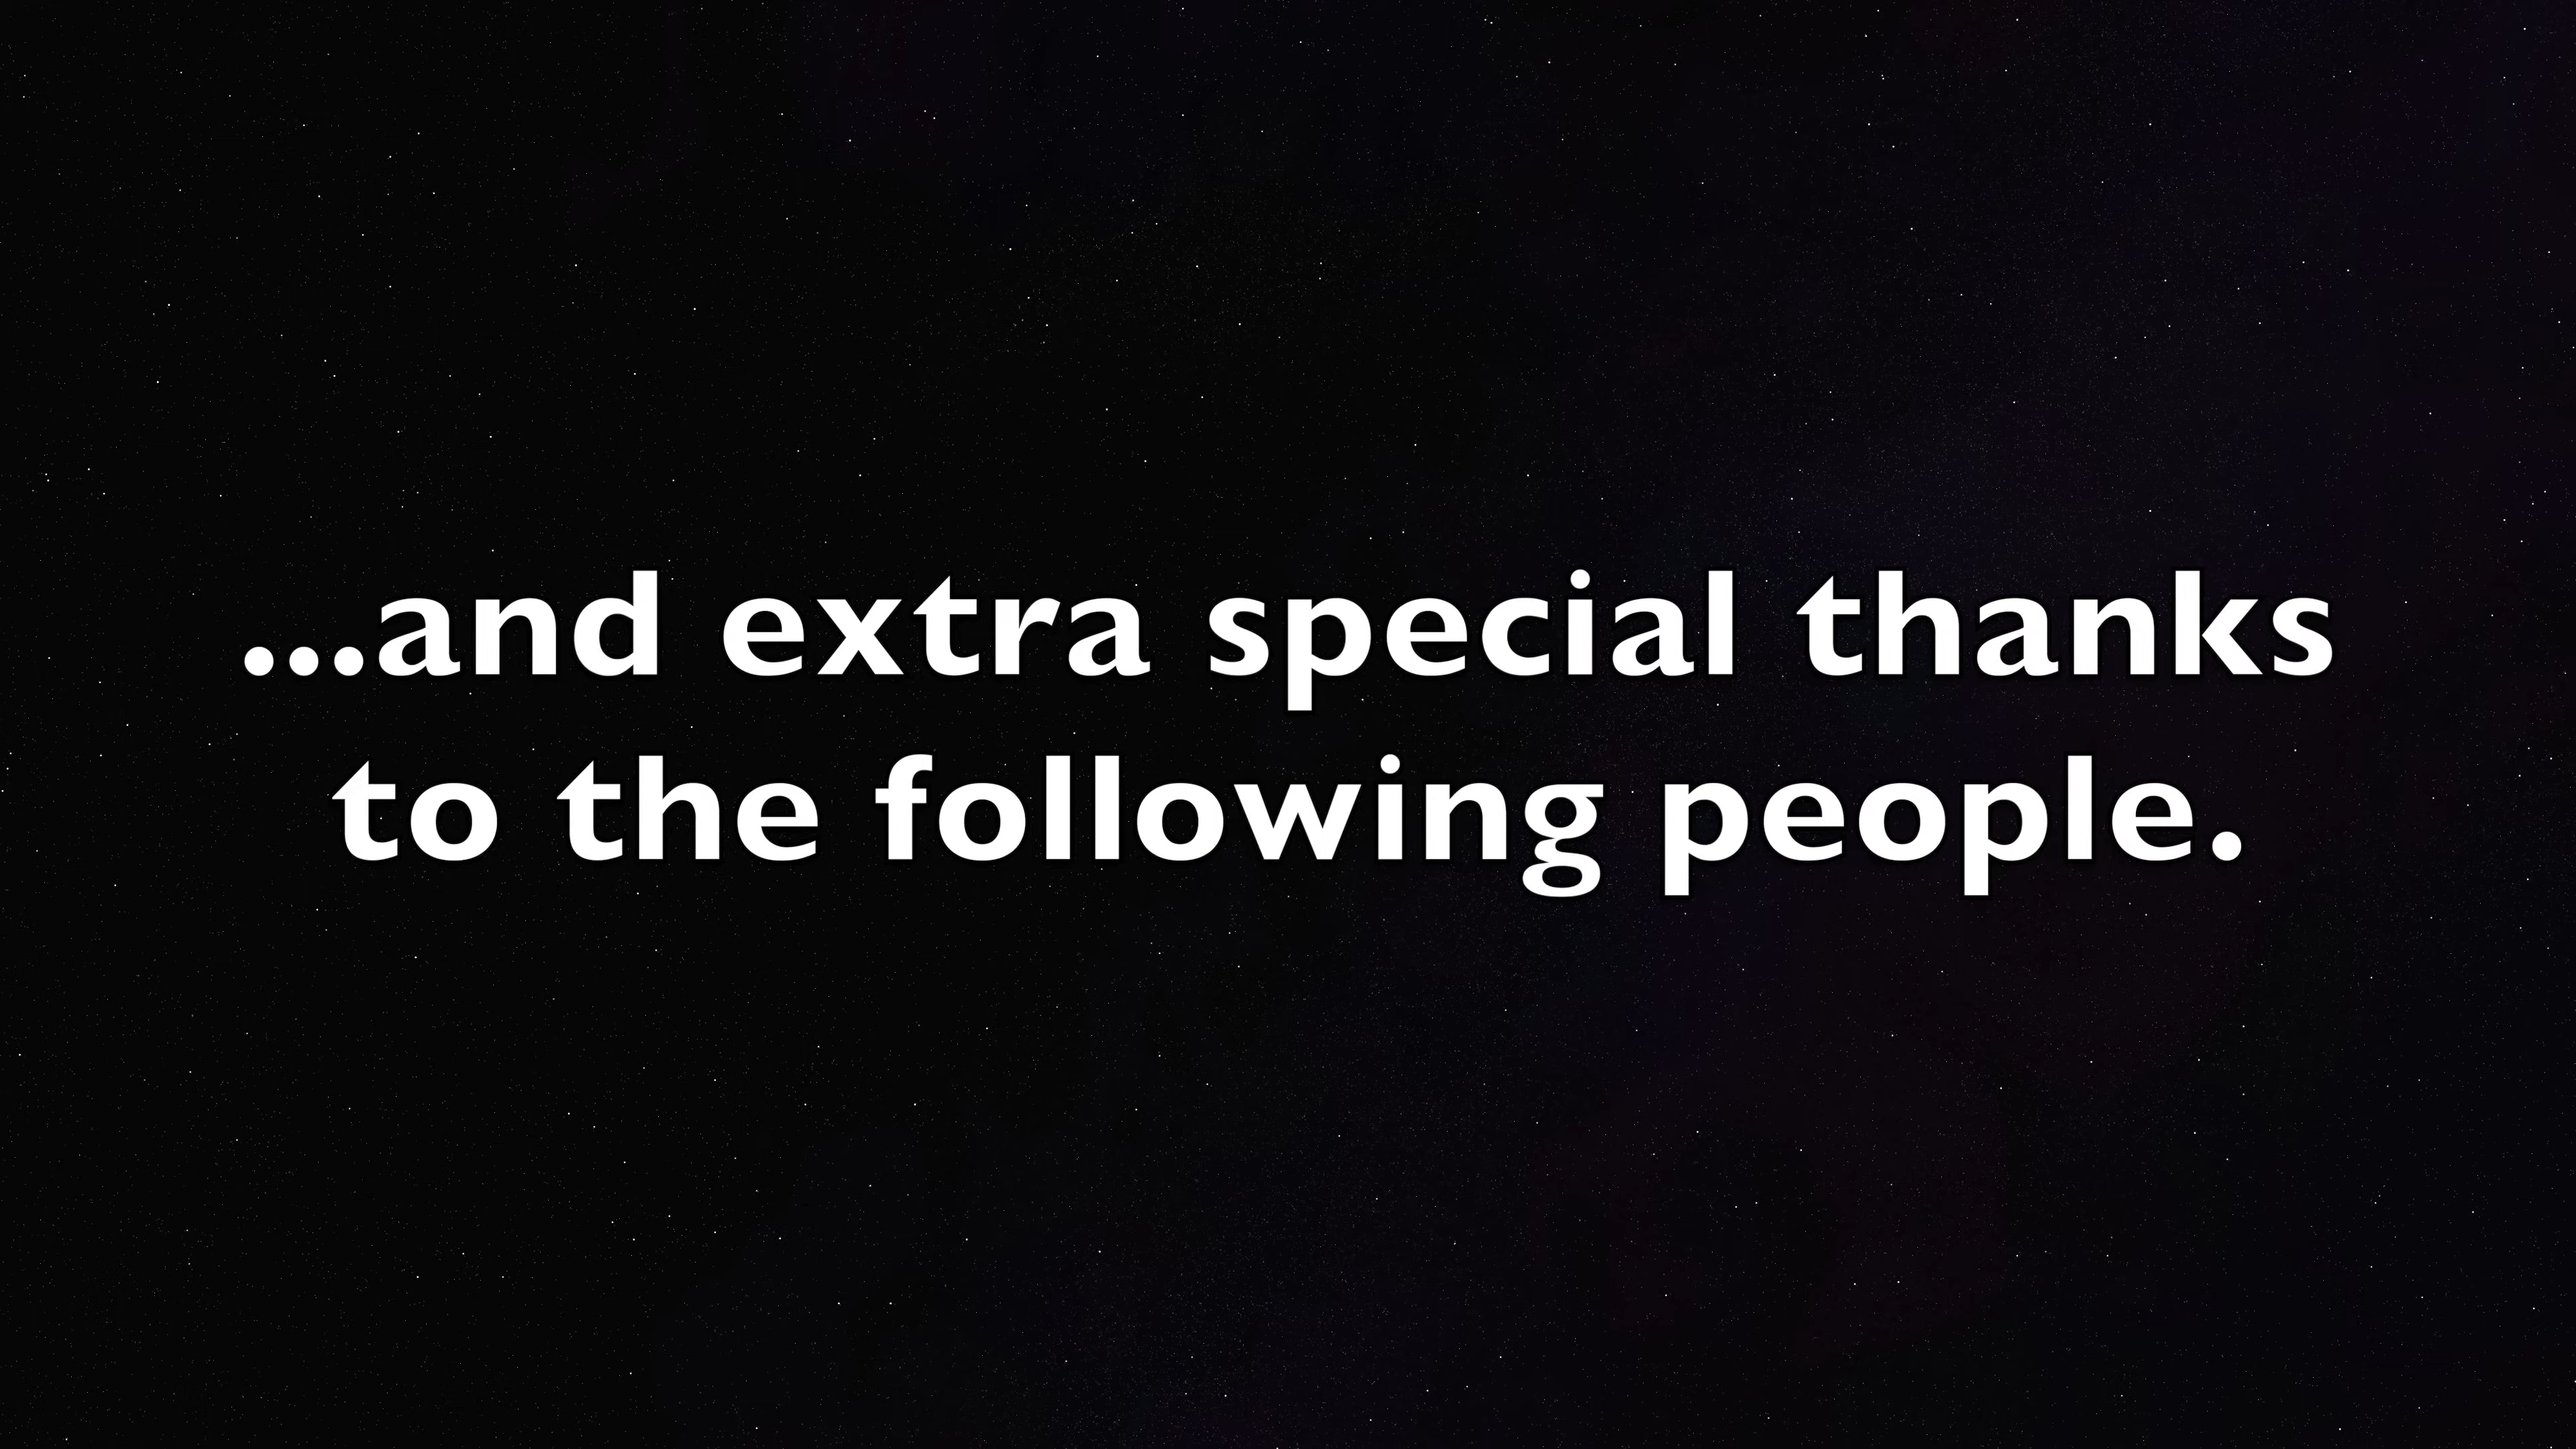 ...and extra special thanks
to the following people.